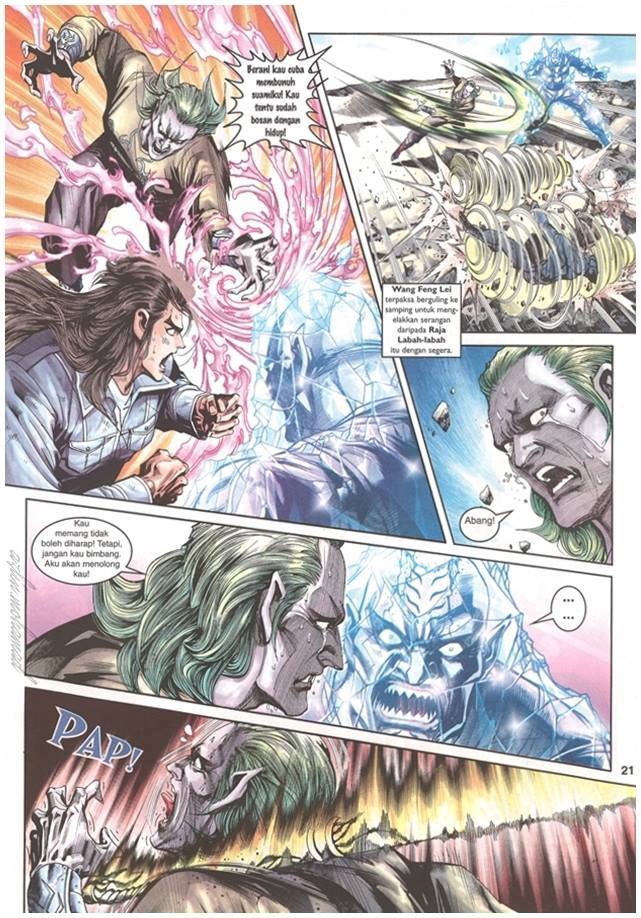 Berani kau cuba
membunuh
suamiku! Kau
tentu sudah
bosan dengan
hidup!
Wang Feng Lei
terpaksa berguling ke
samping untuk meng-
elakkan serangan
daripada Raja
Labah-labah
itu dengan segera.
Abang!
Kau
memang tidak
boleh diharap! Tetapi,
jangan kau bimbang.
Aku akan menolong
kau!
...
...
PAP!
21